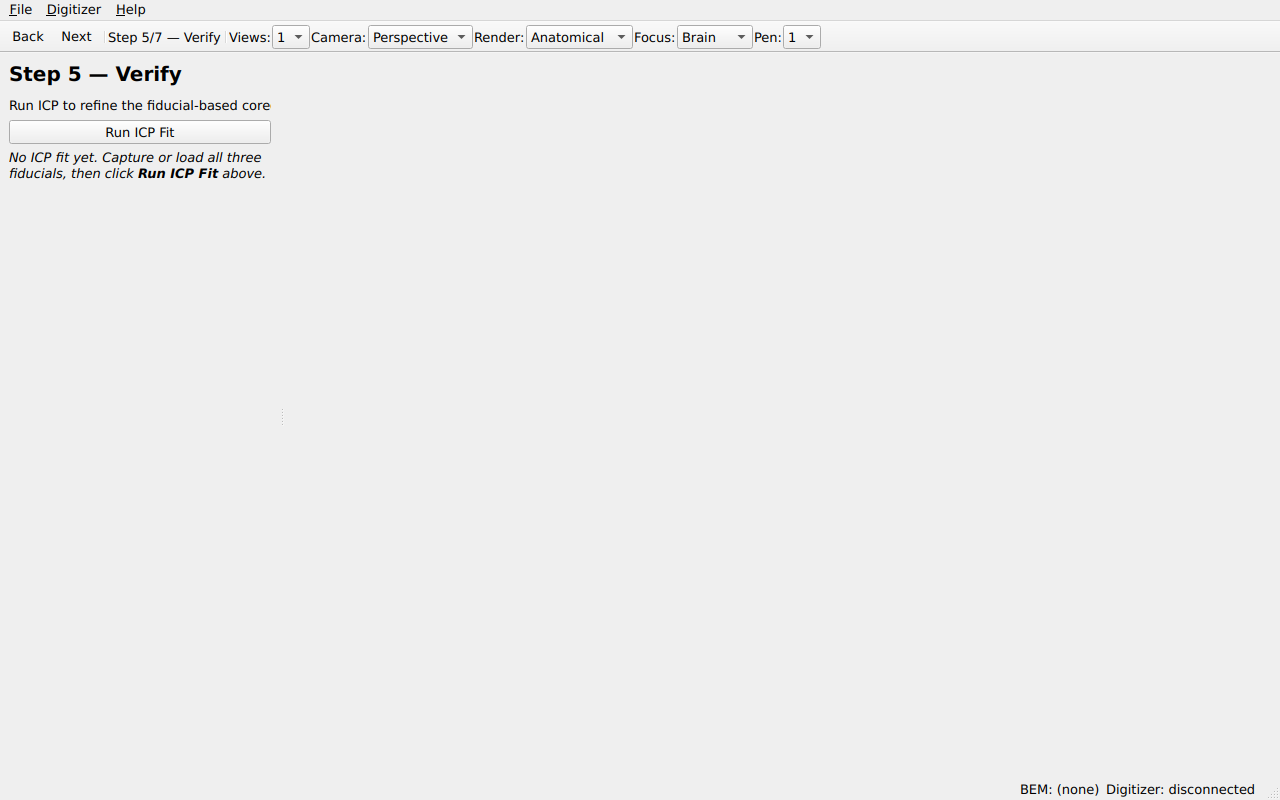 File Digitizer Help
Back Next Step 5/7 — Verify Views: 1 Camera: Perspective Render: Anatomical Focus: Brain Pen: 1
Step 5 — Verify
Run ICP to refine the fiducial-based core
Run ICP Fit
No ICP fit yet. Capture or load all three
fiducials, then click Run ICP Fit above.
BEM: (none) Digitizer: disconnected